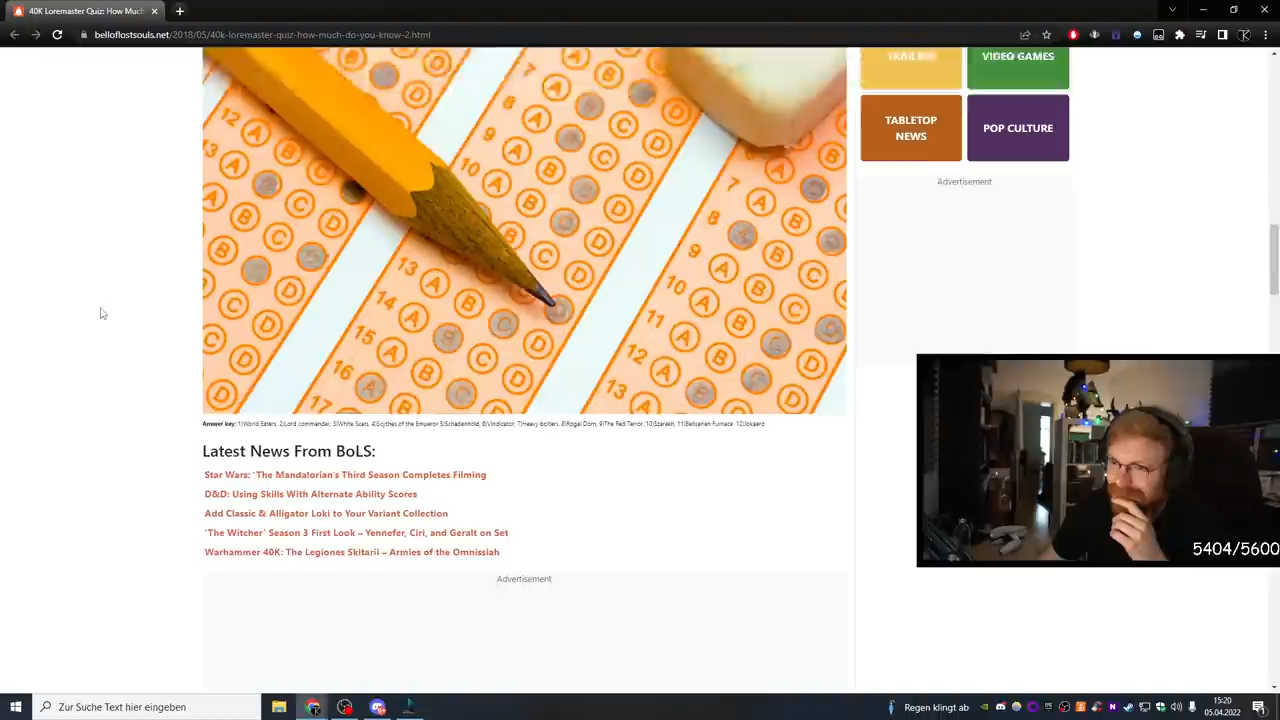 40K Loremaster Quiz: How Much
belloflostsouls.net/2018/05/40k-loremaster-quiz-how-much-do-you-know-2.html
TRAILERS
VIDEO GAMES
TABLETOP
NEWS
POP CULTURE
Advertisement
Answer key: 1)World Eaters, 2)Lord commander, 3)White Scars, 4)Scythes of the Emperor 5)Schadenhold, 6)Vindicator, 7)Heavy bolters, 8)Rogal Dorn, 9)The Red Terror, 10)Szarekh, 11)Belisarian Furnace 12)Jokaero
Latest News From BoLS:
Star Wars: 'The Mandalorian's Third Season Completes Filming
D&D: Using Skills With Alternate Ability Scores
Add Classic & Alligator Loki to Your Variant Collection
'The Witcher' Season 3 First Look – Yennefer, Ciri, and Geralt on Set
Warhammer 40K: The Legiones Skitarii – Armies of the Omnissiah
Advertisement
5404/5600
Zur Suche Text hier eingeben
Regen klingt ab
15:20
05.04.2022